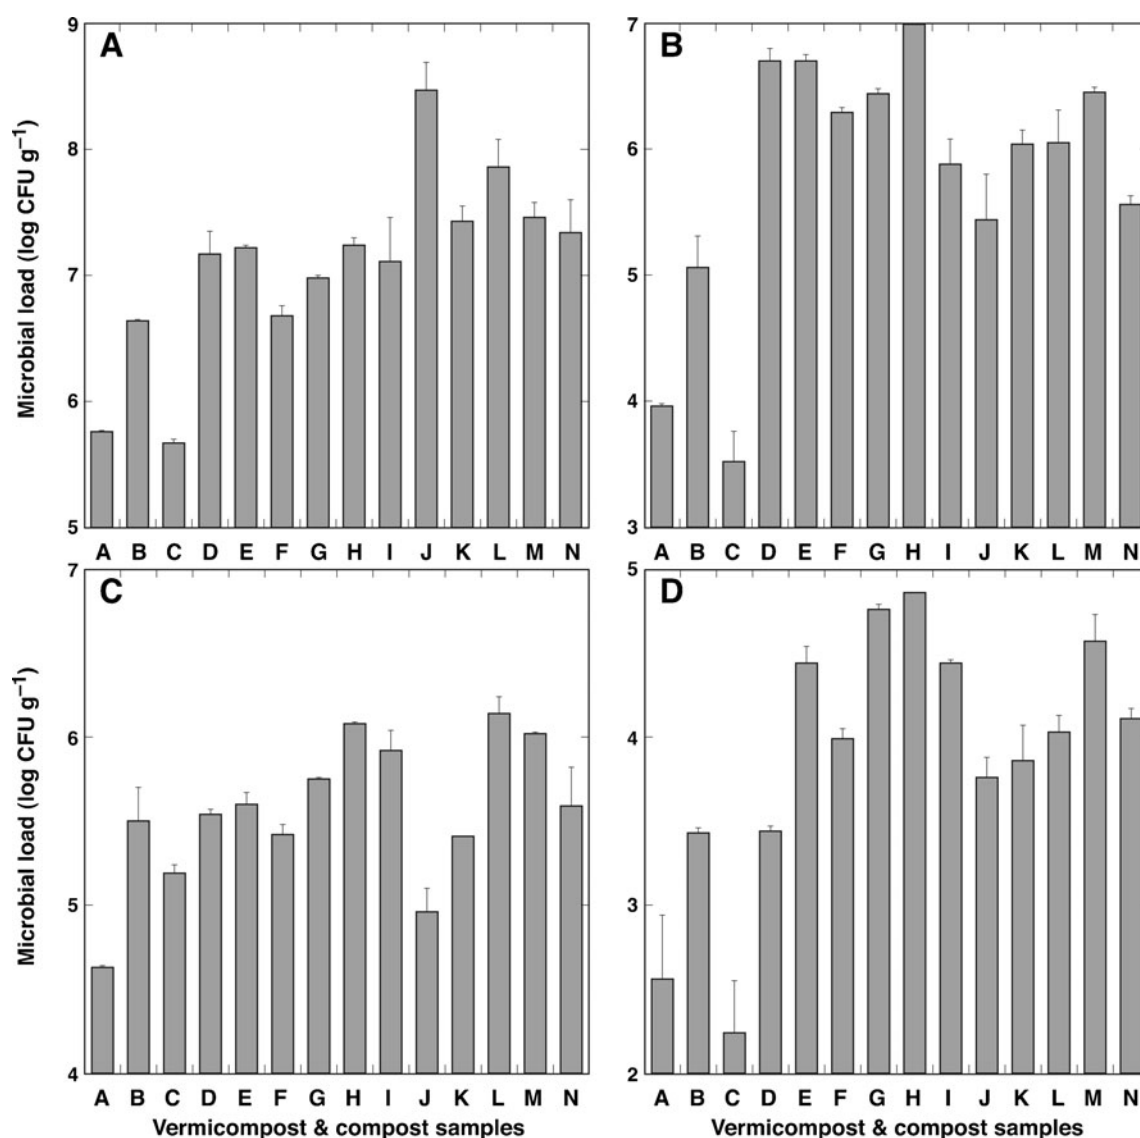 A
9
8
7
6
5
Microbial load (log CFU g⁻¹)
A B C D E F G H I J K L M N
B
7
6
5
4
3
A B C D E F G H I J K L M N
C
7
6
5
4
Microbial load (log CFU g⁻¹)
A B C D E F G H I J K L M N
Vermicompost & compost samples
D
5
4
3
2
A B C D E F G H I J K L M N
Vermicompost & compost samples